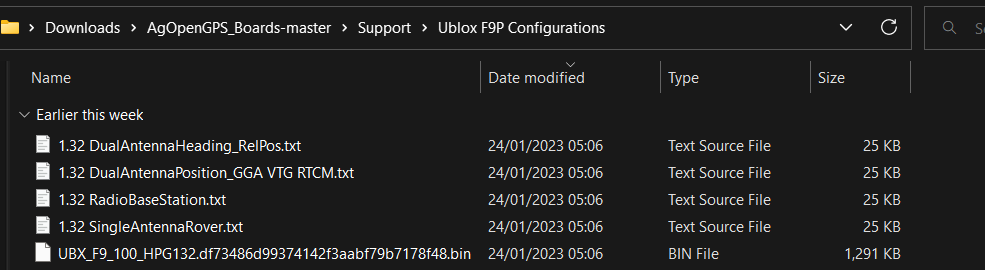 Downloads > AgOpenGPS_Boards-master > Support > Ublox F9P Configurations
Name Date modified Type Size
Earlier this week
1.32 DualAntennaHeading_RelPos.txt 24/01/2023 05:06 Text Source File 25 KB
1.32 DualAntennaPosition_GGA VTG RTCM.txt 24/01/2023 05:06 Text Source File 25 KB
1.32 RadioBaseStation.txt 24/01/2023 05:06 Text Source File 25 KB
1.32 SingleAntennaRover.txt 24/01/2023 05:06 Text Source File 25 KB
UBX_F9_100_HPG132.df73486d99374142f3aabf79b7178f48.bin 24/01/2023 05:06 BIN File 1,291 KB